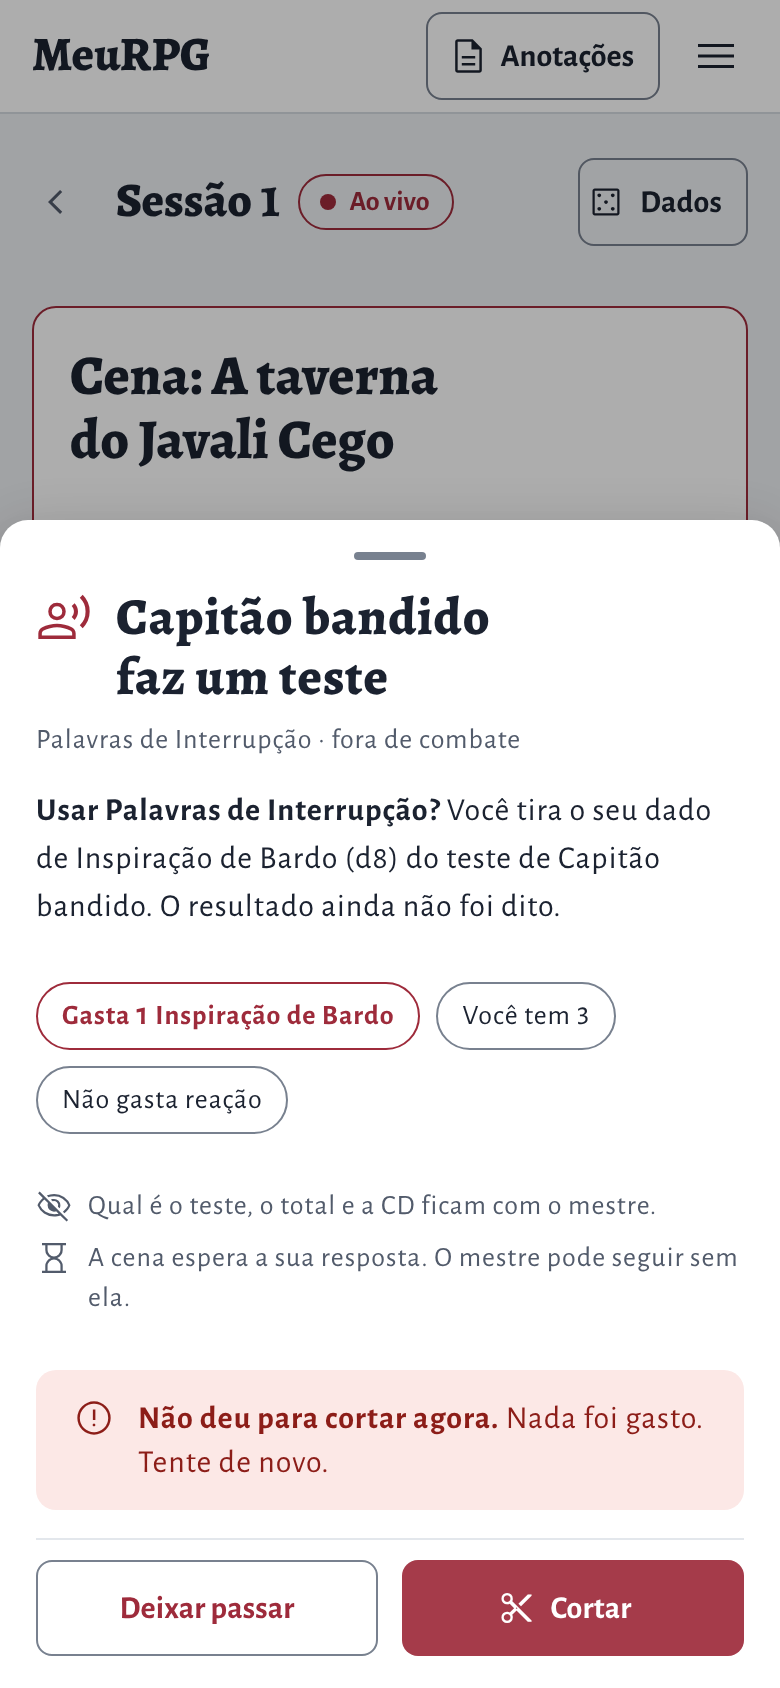 MeuRPG
Anotações
Sessão 1
Ao vivo
Dados
Cena: A taverna
do Javali Cego
Capitão bandido
faz um teste
Palavras de Interrupção · fora de combate
Usar Palavras de Interrupção? Você tira o seu dado
de Inspiração de Bardo (d8) do teste de Capitão
bandido. O resultado ainda não foi dito.
Gasta 1 Inspiração de Bardo
Você tem 3
Não gasta reação
Qual é o teste, o total e a CD ficam com o mestre.
A cena espera a sua resposta. O mestre pode seguir sem
ela.
Não deu para cortar agora. Nada foi gasto.
Tente de novo.
Deixar passar
Cortar